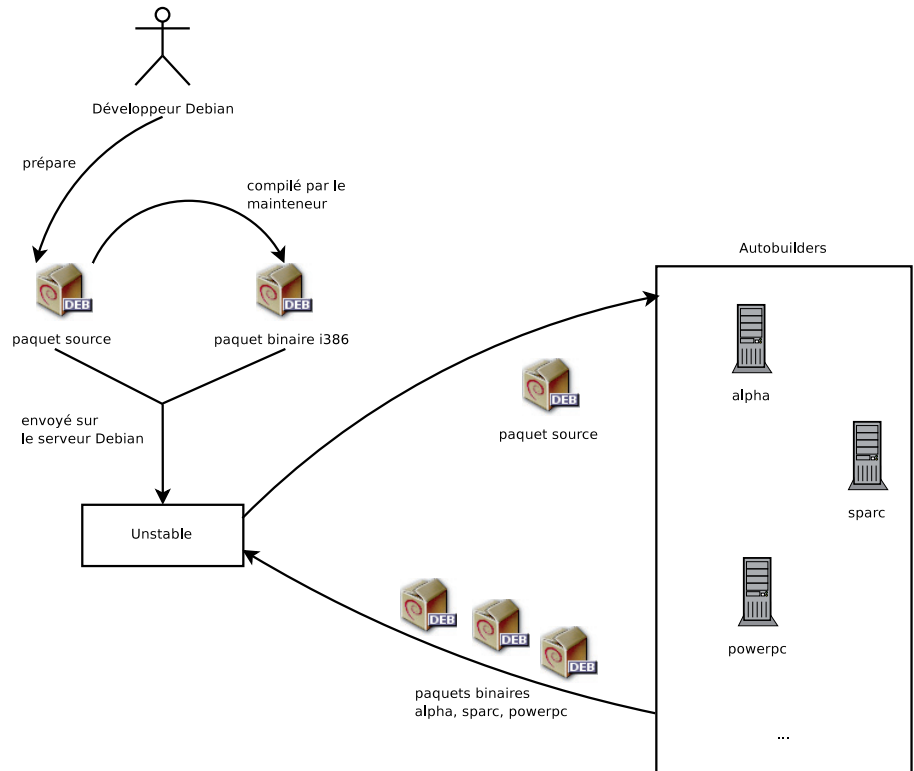 Développeur Debian
prépare
compilé par le
mainteneur
DEB
paquet source
DEB
paquet binaire i386
envoyé sur
le serveur Debian
Unstable
DEB
paquet source
Autobuilders
alpha
sparc
powerpc
...
DEB
DEB
DEB
paquets binaires
alpha, sparc, powerpc